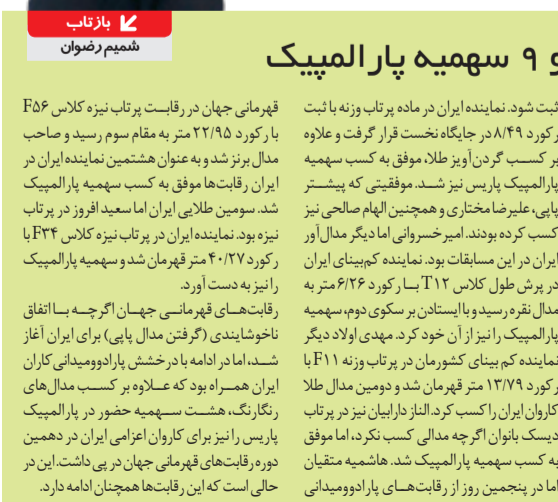 بازتاب
شمیم رضوان
و ۹ سهمیه پارالمپیک
ثبت شود. نماینده ایران در ماده پرتاب وزنه با ثبت
رکورد ۸/۴۹ در جایگاه نخست قرار گرفت و علاوه
بر کسب گردن‌آویز طلا، موفق به کسب سهمیه
پارالمپیک پاریس نیز شد. موفقیتی که پیشتر
پاپی، علیرضا مختاری و همچنین الهام صالحی نیز
کسب کرده بودند. امیر خسروانی اما دیگر مدال‌آور
ایران در این مسابقات بود. نماینده کم‌بینای ایران
در پرش طول کلاس T۱۲ با رکورد ۶/۲۶ متر به
مدال نقره رسید و با ایستادن بر سکوی دوم، سهمیه
پارالمپیک را نیز از آن خود کرد. مهدی اولاد دیگر
نماینده کم بینای کشورمان در پرتاب وزنه F۱۱ با
رکورد ۱۳/۷۹ متر قهرمان شد و دومین مدال طلا
کاروان ایران را کسب کرد. الناز دارابیان نیز در پرتاب
دیسک بانوان اگرچه مدالی کسب نکرد، اما موفق
به کسب سهمیه پارالمپیک شد. هاشمیه متقیان
اما در پنجمین روز از رقابت‌های پارادوومیدانی
قهرمانی جهان در رقابت پرتاب نیزه کلاس F۵۶
با رکورد ۲۲/۹۵ متر به مقام سوم رسید و صاحب
مدال برنز شد و به عنوان هشتمین نماینده ایران در
ایران رقابت‌ها موفق به کسب سهمیه پارالمپیک
شد. سومین طلایی ایران اما سعید افروز در پرتاب
نیزه بود. نماینده ایران در پرتاب نیزه کلاس F۳۴ با
رکورد ۴۰/۲۷ متر قهرمان شد و سهمیه پارالمپیک
را نیز به دست آورد.
رقابت‌های قهرمانی جهان اگرچه با اتفاق
ناخوشایندی (گرفتن مدال پاپی) برای ایران آغاز
شد، اما در ادامه با درخشش پارادوومیدانی کاران
ایران همراه بود که علاوه بر کسب مدال‌های
رنگارنگ، هشت سهمیه حضور در پارالمپیک
پاریس را نیز برای کاروان اعزامی ایران در دهمین
دوره رقابت‌های قهرمانی جهان در پی داشت. این در
حالی است که این رقابت‌ها همچنان ادامه دارد.